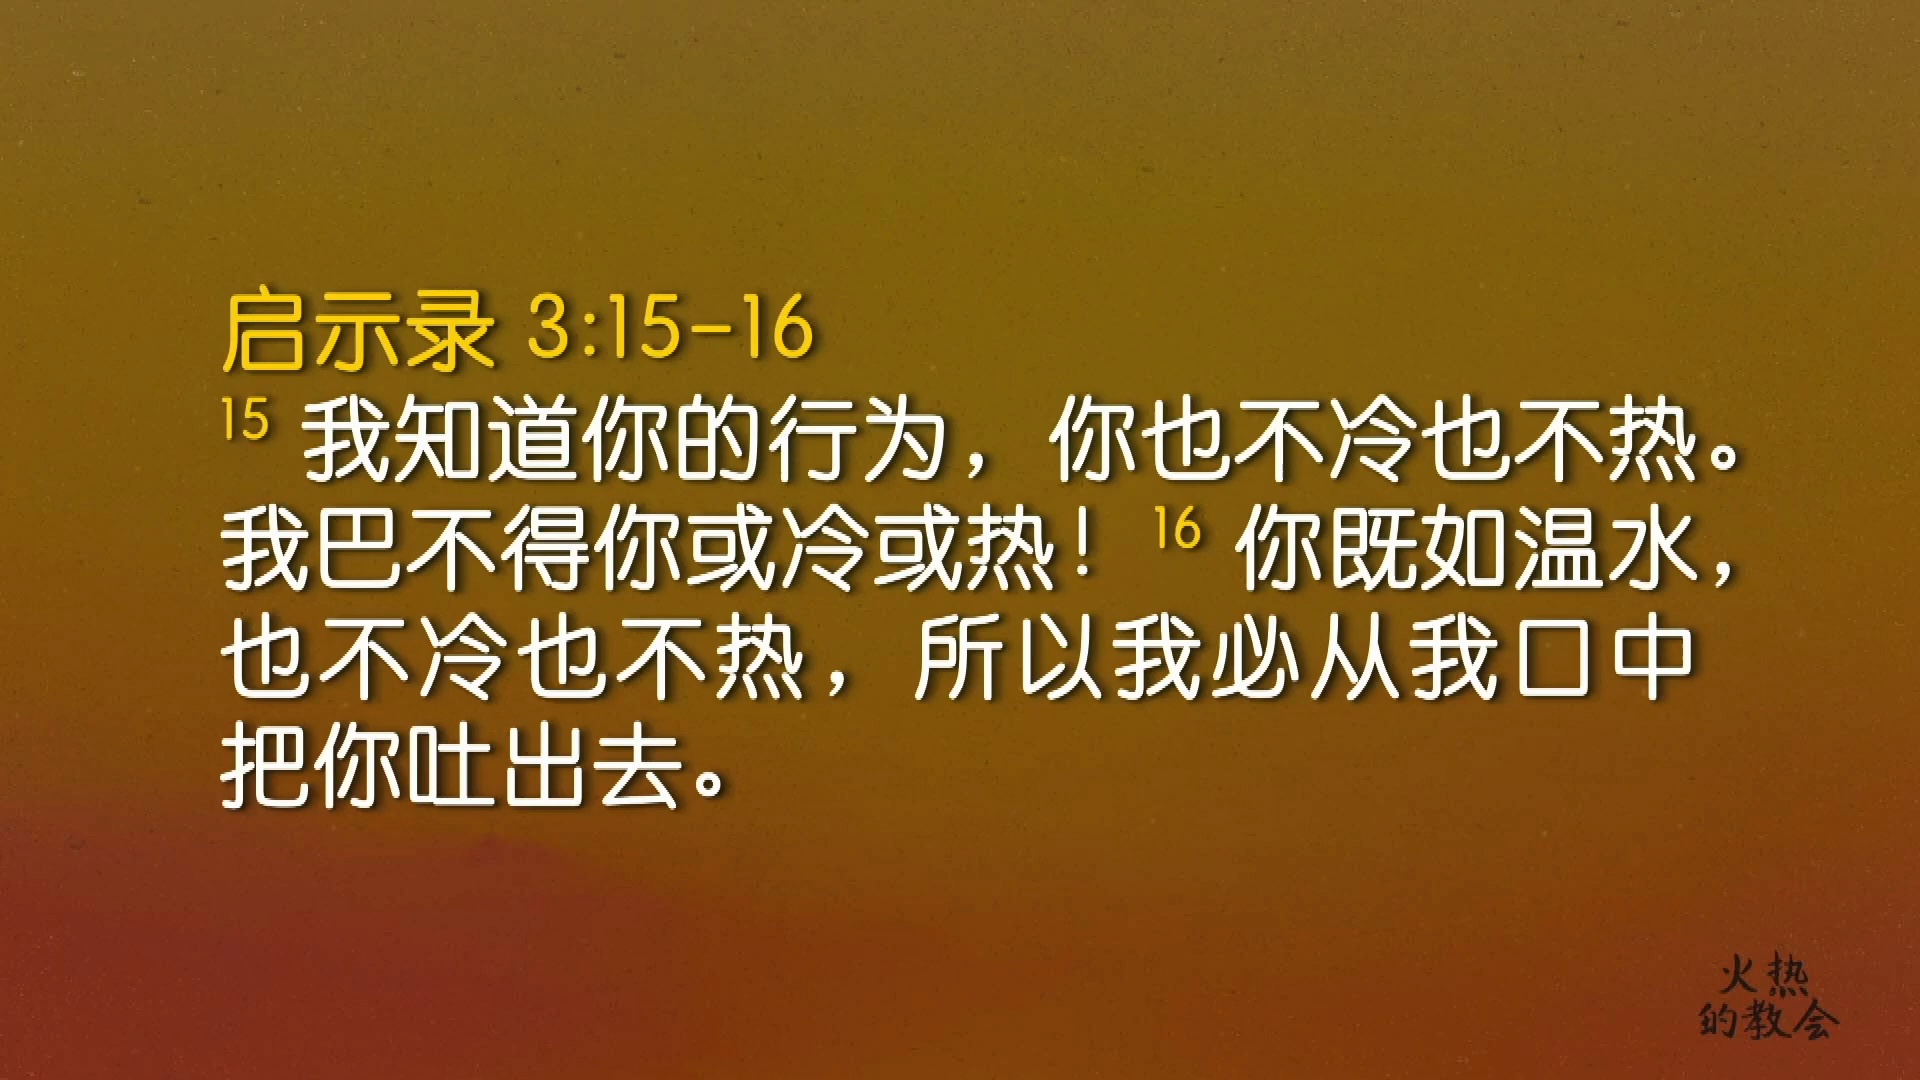 启示录 3:15-16
15 我知道你的行为，你也不冷也不热。
我巴不得你或冷或热！ 16 你既如温水，
也不冷也不热，所以我必从我口中
把你吐出去。
火热
的教会